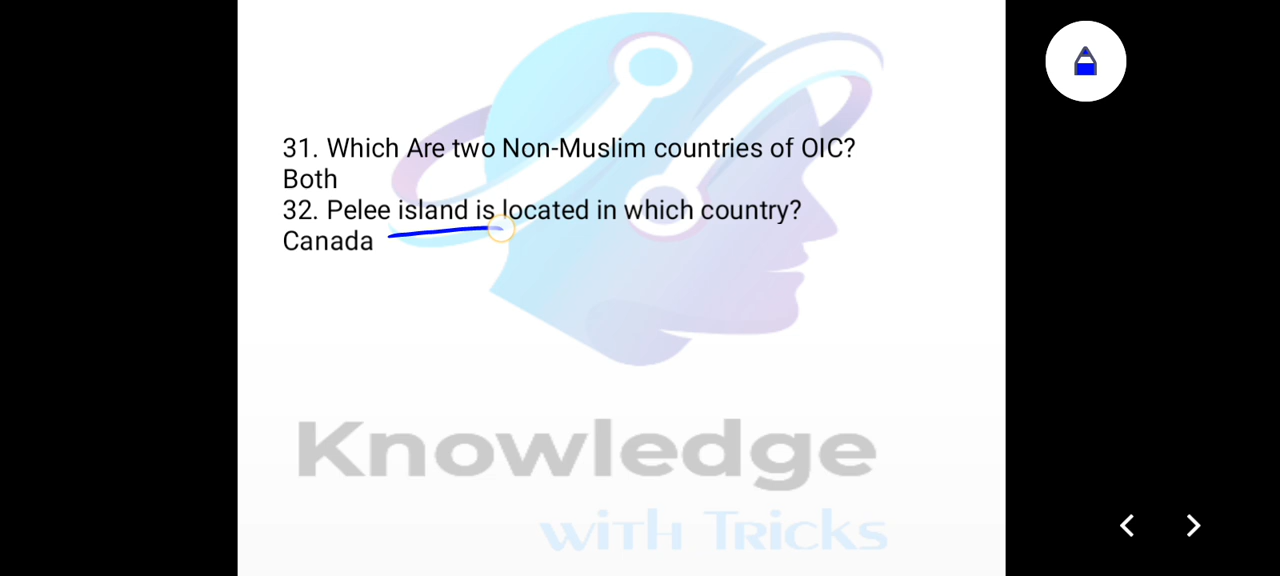 31. Which Are two Non-Muslim countries of OIC?
Both
32. Pelee island is located in which country?
Canada
Knowledge
with Tricks